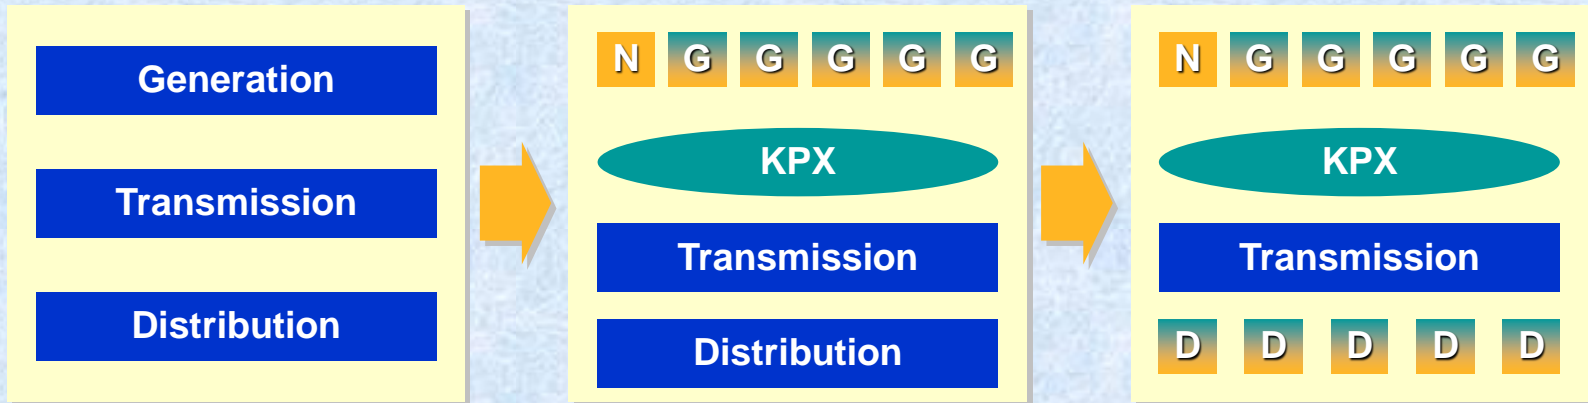 Generation
Transmission
Distribution
N G G G G G
KPX
Transmission
Distribution
N G G G G G
KPX
Transmission
D D D D D